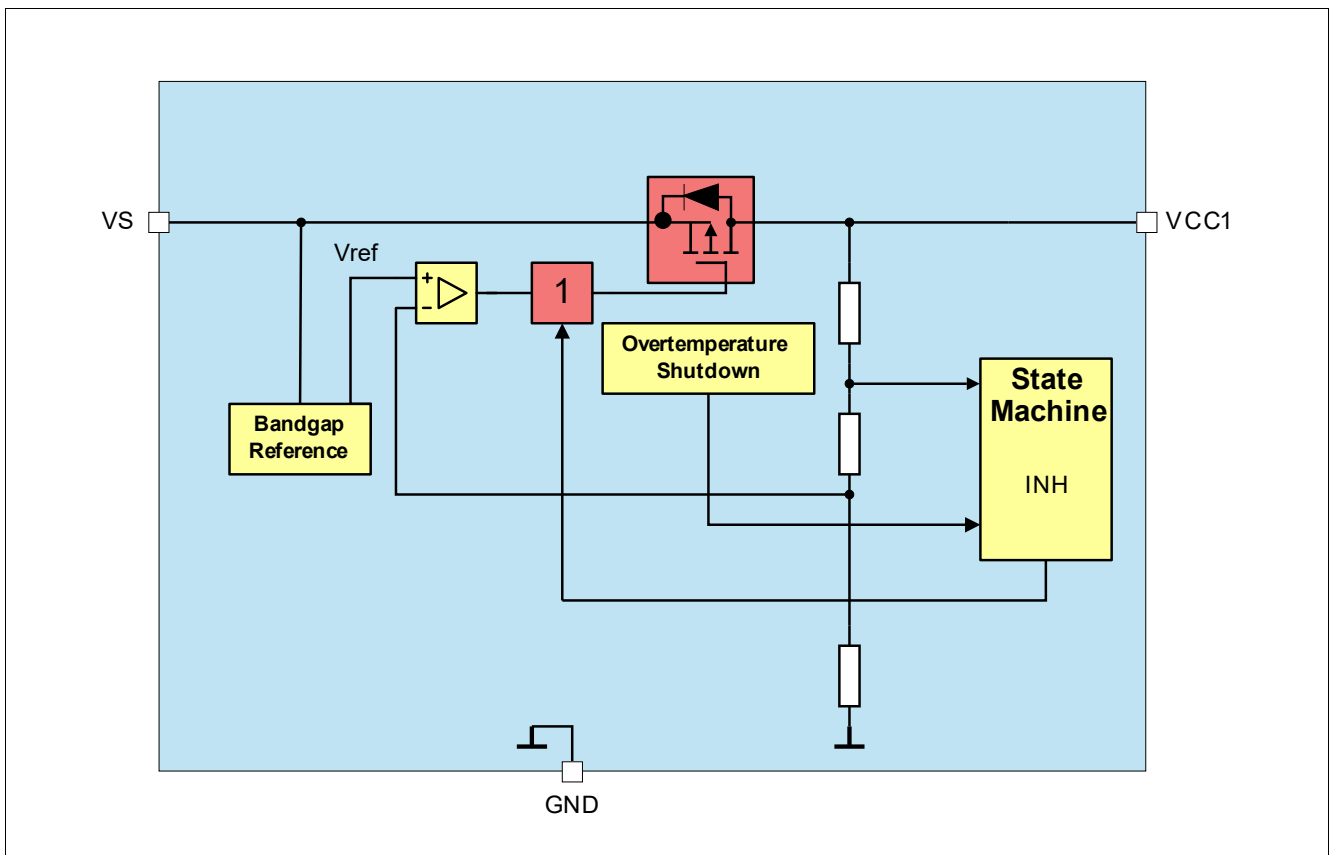 VS
VCC1
Vref
+
-
1
Overtemperature
Shutdown
State
Machine
INH
Bandgap
Reference
GND